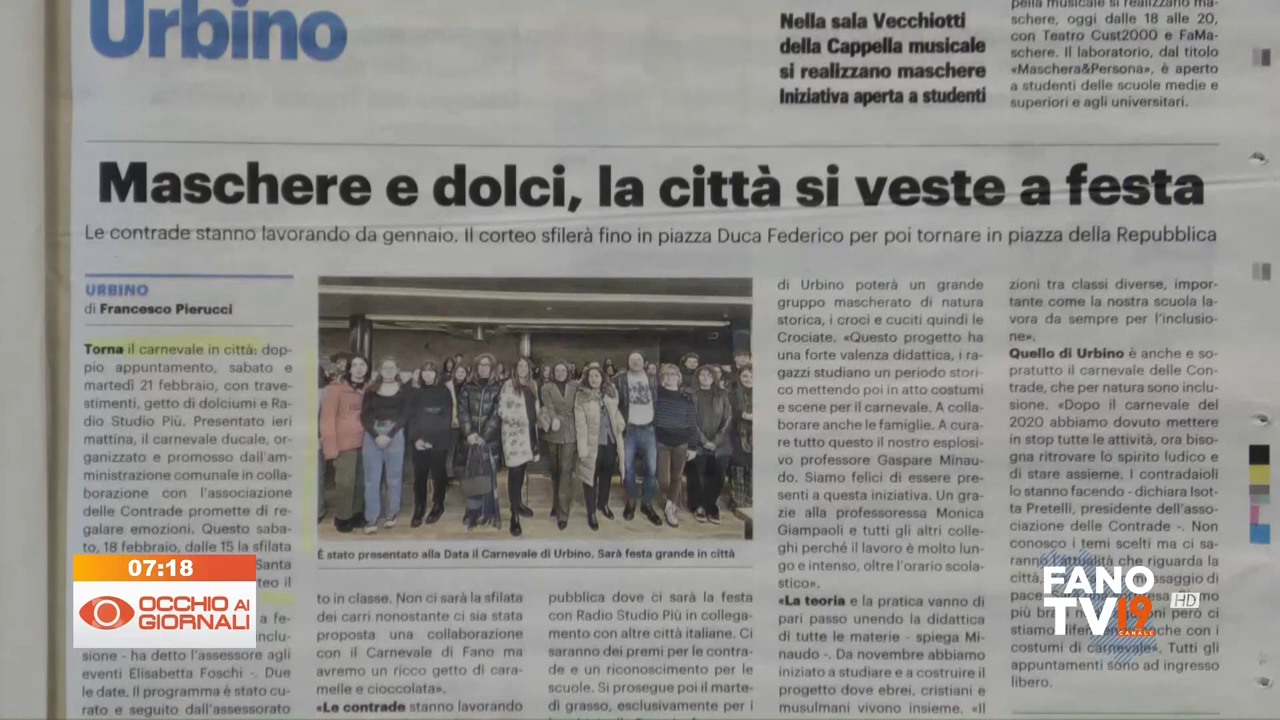 Urbino
Nella sala Vecchiotti
della Cappella musicale
si realizzano maschere
Iniziativa aperta a studenti
pella musicale si realizzano ma-
schere, oggi dalle 18 alle 20,
con Teatro Cust2000 e FaMa-
schere. Il laboratorio, dal titolo
«Maschera&Persona», è aperto
a studenti delle scuole medie e
superiori e agli universitari.
Maschere e dolci, la città si veste a festa
Le contrade stanno lavorando da gennaio. Il corteo sfilerà fino in piazza Duca Federico per poi tornare in piazza della Repubblica
URBINO
di Francesco Pierucci
Torna il carnevale in città: dop-
pio appuntamento, sabato e
martedì 21 febbraio, con trave-
stimenti, getto di dolciumi e Ra-
dio Studio Più. Presentato ieri
mattina, il carnevale ducale, or-
ganizzato e promosso dall'am-
ministrazione comunale in colla-
borazione con l'associazione
delle Contrade promette di re-
galare emozioni. Questo saba-
to, 18 febbraio, dalle 15 la sfilata
Santa
teo il
a fe-
inclu-
sione - ha detto l'assessore agli
eventi Elisabetta Foschi -. Due
le date. Il programma è stato cu-
rato e seguito dall'assessorato
È stato presentato alla Data il Carnevale di Urbino. Sarà festa grande in città
to in classe. Non ci sarà la sfilata
dei carri nonostante ci sia stata
proposta una collaborazione
con il Carnevale di Fano ma
avremo un ricco getto di cara-
melle e cioccolata».
«Le contrade stanno lavorando
pubblica dove ci sarà la festa
con Radio Studio Più in collega-
mento con altre città italiane. Ci
saranno dei premi per le contra-
de e un riconoscimento per le
scuole. Si prosegue poi il marte-
dì grasso, esclusivamente per i
di Urbino poterà un grande
gruppo mascherato di natura
storica, i croci e cuciti quindi le
Crociate. «Questo progetto ha
una forte valenza didattica, i ra-
gazzi studiano un periodo stori-
co mettendo poi in atto costumi
e scene per il carnevale. A colla-
borare anche le famiglie. A cura-
re tutto questo il nostro esplosi-
vo professore Gaspare Minau-
do. Siamo felici di essere pre-
senti a questa iniziativa. Un gra-
zie alla professoressa Monica
Giampaoli e tutti gli altri colle-
ghi perché il lavoro è molto lun-
go e intenso, oltre l'orario scola-
stico».
«La teoria e la pratica vanno di
pari passo unendo la didattica
di tutte le materie - spiega Mi-
naudo -. Da novembre abbiamo
iniziato a studiare e a costruire il
progetto dove ebrei, cristiani e
musulmani vivono insieme. «Il
zioni tra classi diverse, impor-
tante come la nostra scuola la-
vora da sempre per l'inclusio-
ne».
Quello di Urbino è anche e so-
pratutto il carnevale delle Con-
trade, che per natura sono inclu-
sione. «Dopo il carnevale del
2020 abbiamo dovuto mettere
in stop tutte le attività, ora biso-
gna ritrovare lo spirito ludico e
di stare assieme. I contradaioli
lo stanno facendo - dichiara Isot-
ta Pretelli, presidente dell'asso-
ciazione delle Contrade -. Non
conosco i temi scelti ma ci sa-
che riguarda la
città,
pace.
però ci
con i
costumi di carnevale». Tutti gli
appuntamenti sono ad ingresso
libero.
07:18
OCCHIO AI
GIORNALI
FANO
TV 19 HD
CANALE